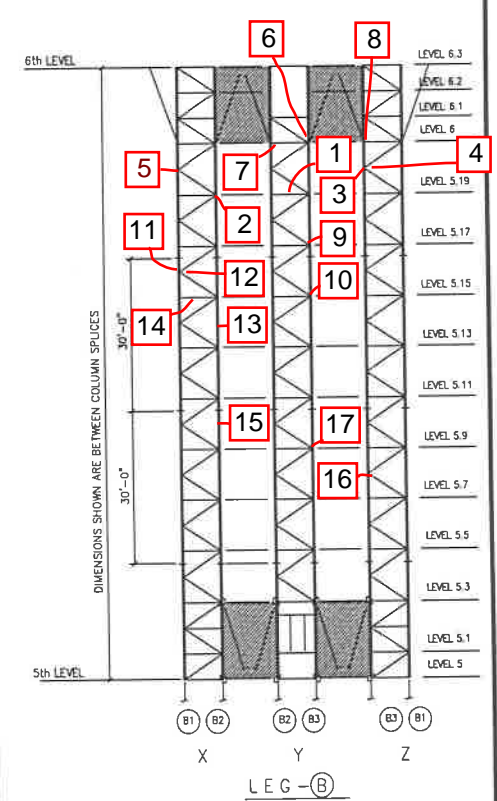 6th LEVEL
6
8
LEVEL 6.3
LEVEL 6.2
LEVEL 6.1
LEVEL 6
7
1
4
5
3
LEVEL 5.19
2
9
LEVEL 5.17
11
12
10
LEVEL 5.15
14
13
30'-0"
LEVEL 5.13
DIMENSIONS SHOWN ARE BETWEEN COLUMN SPLICES
LEVEL 5.11
15
17
LEVEL 5.9
16
30'-0"
LEVEL 5.7
LEVEL 5.5
LEVEL 5.3
LEVEL 5.1
5th LEVEL
LEVEL 5
B1 B2 B2 B3 B3 B1
X Y Z
LEG-B